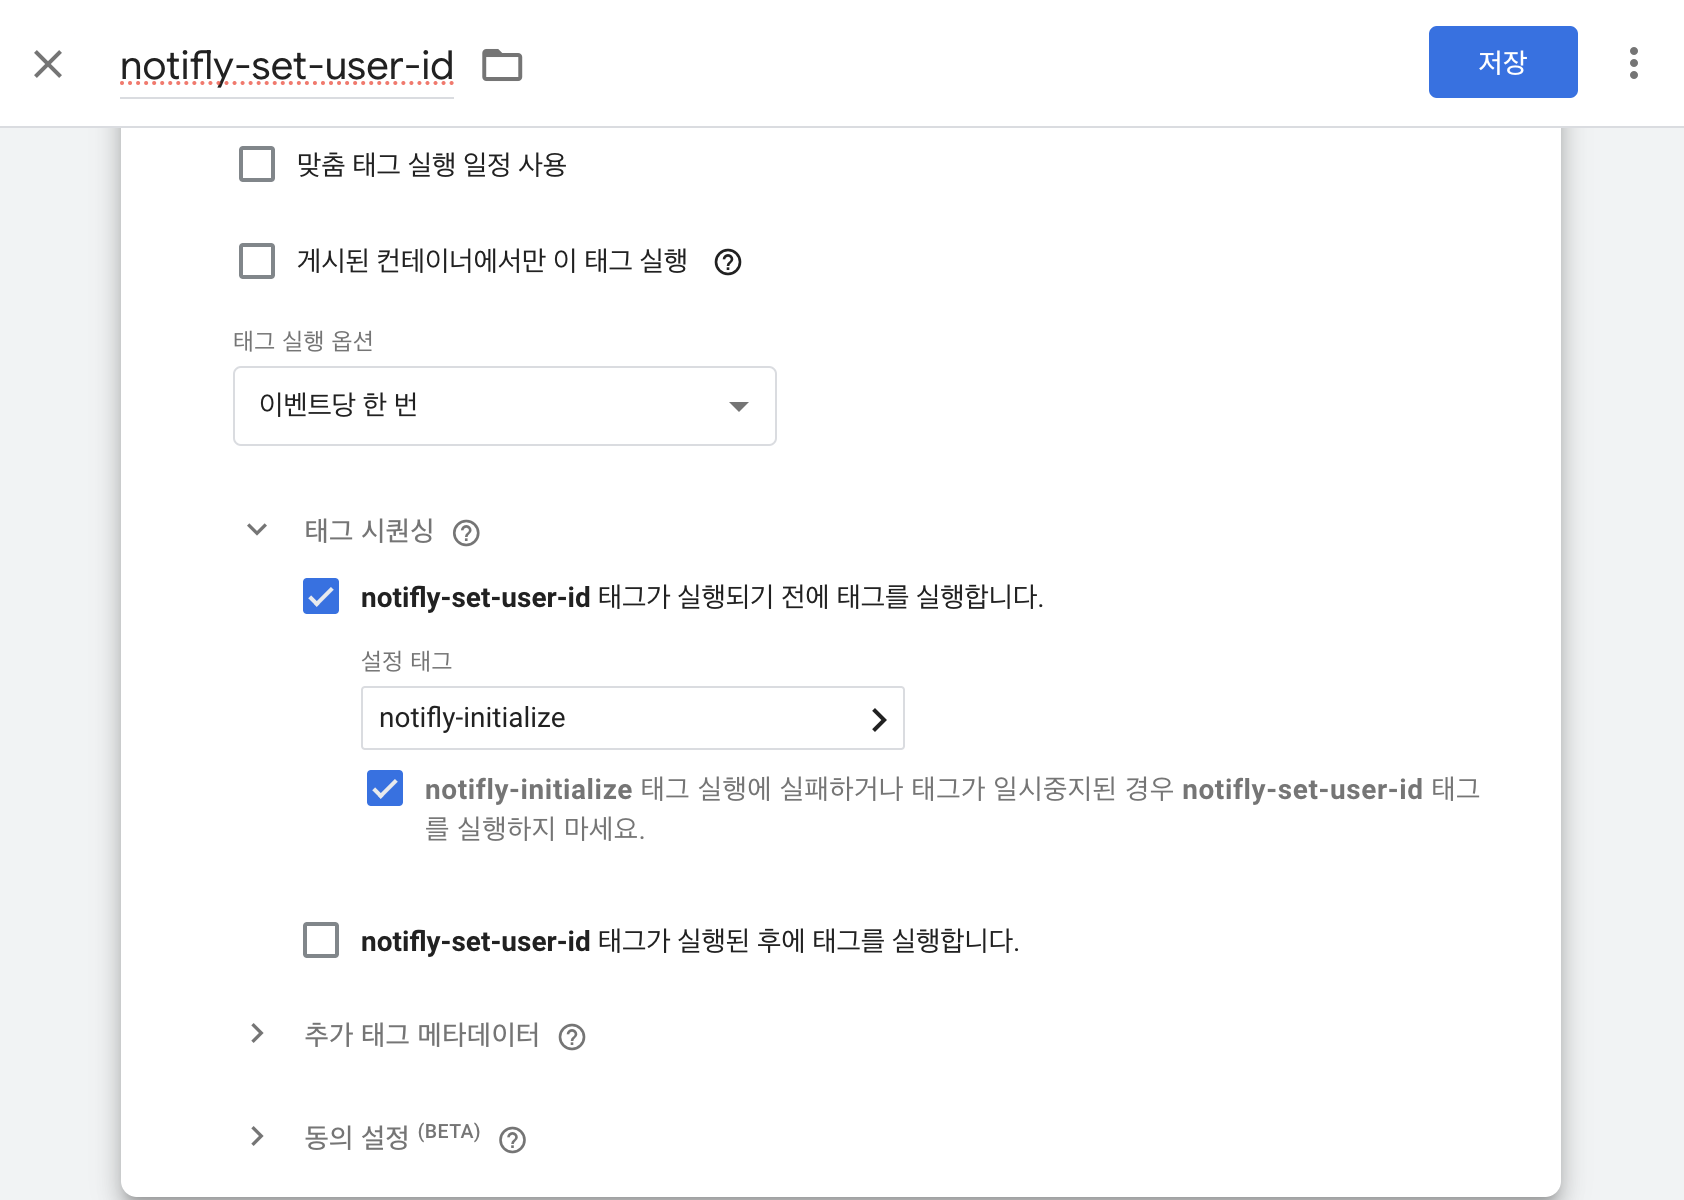 notifly-set-user-id
저장
맞춤 태그 실행 일정 사용
게시된 컨테이너에서만 이 태그 실행
태그 실행 옵션
이벤트당 한 번
태그 시퀀싱
notifly-set-user-id 태그가 실행되기 전에 태그를 실행합니다.
설정 태그
notifly-initialize
notifly-initialize 태그 실행에 실패하거나 태그가 일시중지된 경우 notifly-set-user-id 태그
를 실행하지 마세요.
notifly-set-user-id 태그가 실행된 후에 태그를 실행합니다.
추가 태그 메타데이터
동의 설정 (BETA)